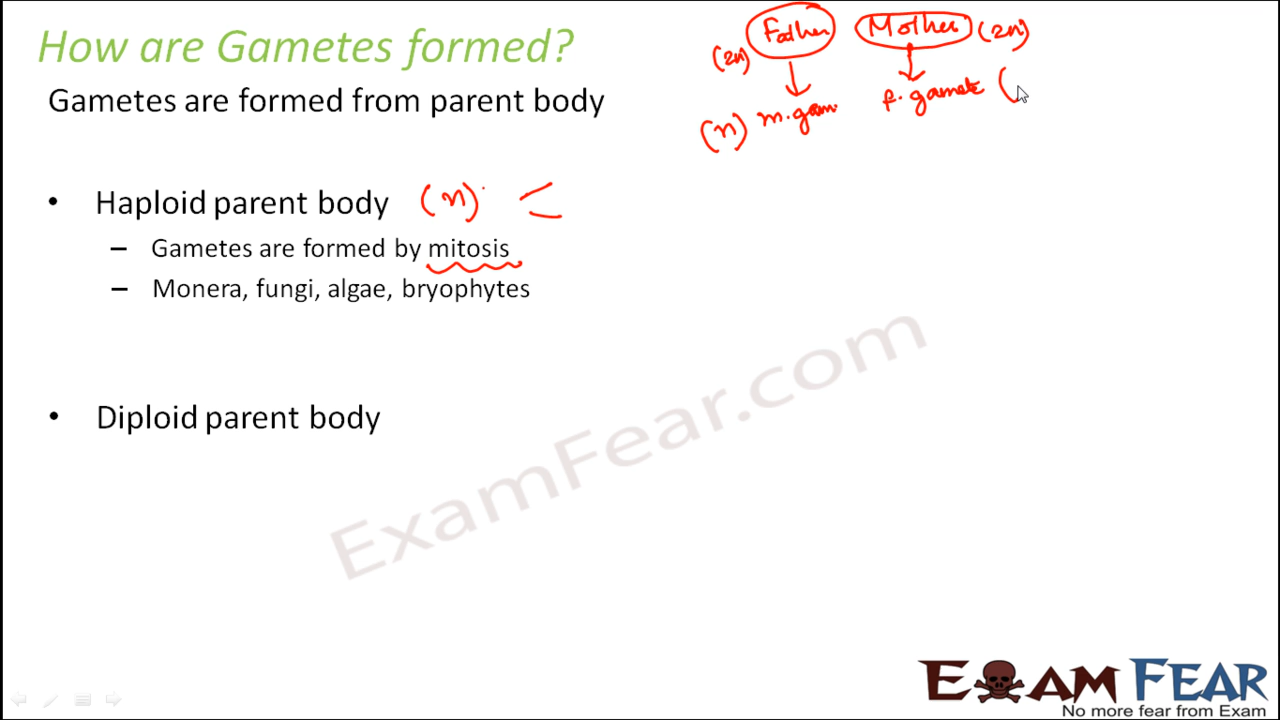 How are Gametes formed?
Father Mother (2n)
(2n)
Gametes are formed from parent body
f. gamete (
(n) m. gam
• Haploid parent body (n)
– Gametes are formed by mitosis
– Monera, fungi, algae, bryophytes
• Diploid parent body
ExamFear.com
EXAM FEAR
No more fear from Exam